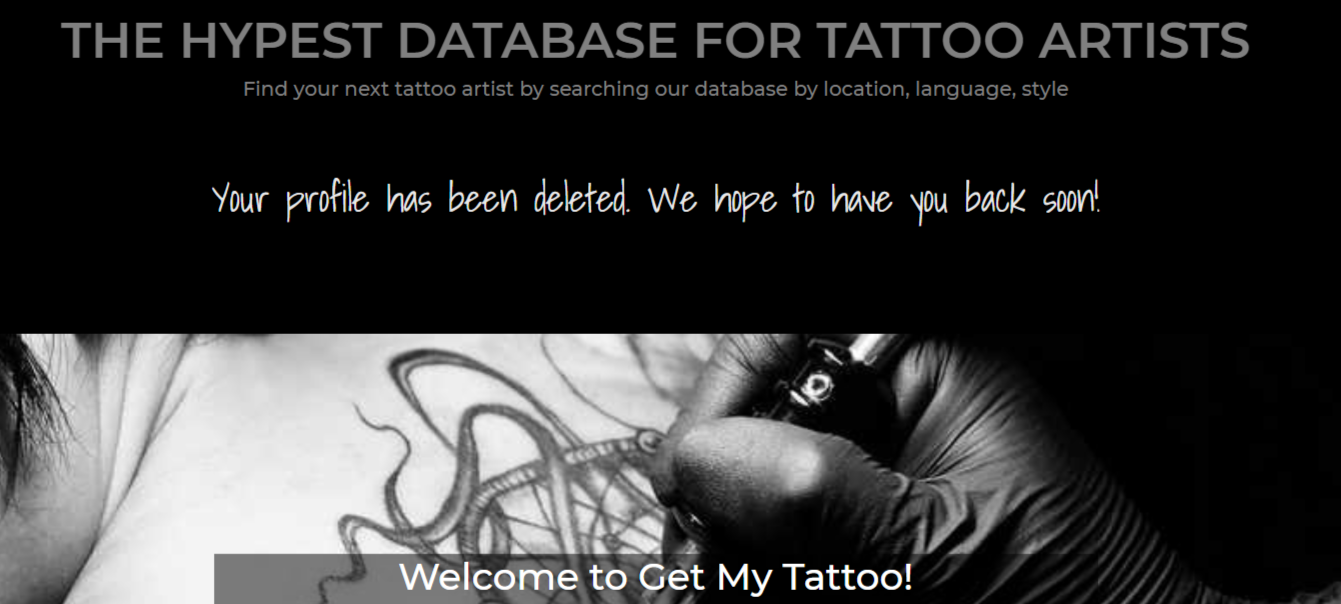 THE HYPEST DATABASE FOR TATTOO ARTISTS
Find your next tattoo artist by searching our database by location, language, style
Your profile has been deleted. We hope to have you back soon!
Welcome to Get My Tattoo!